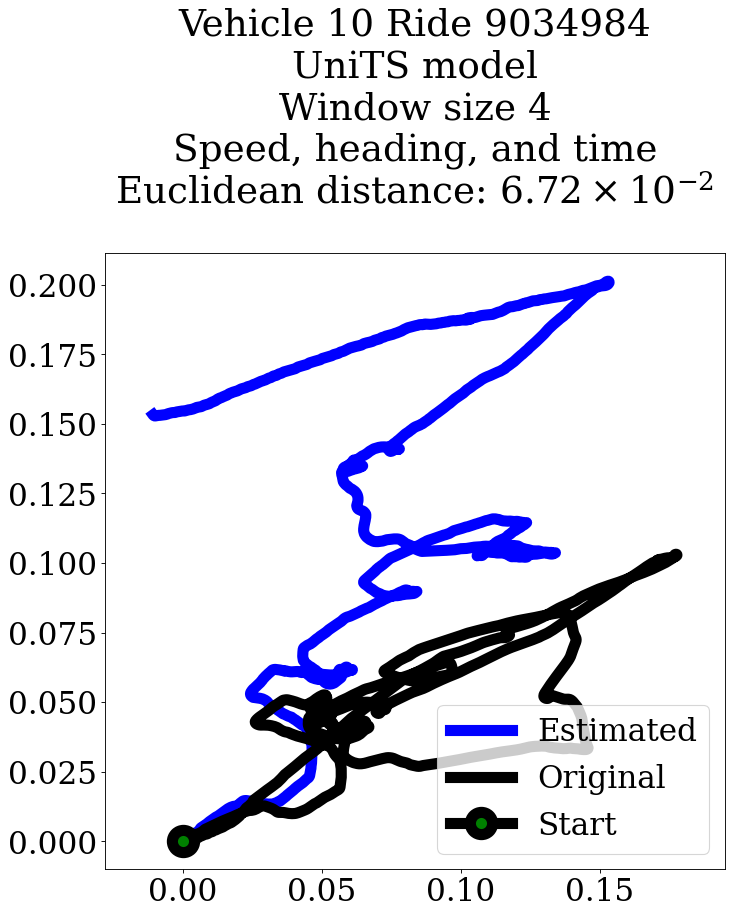 Vehicle 10 Ride 9034984
UniTS model
Window size 4
Speed, heading, and time
Euclidean distance: 6.72 × 10⁻²
0.200
0.175
0.150
0.125
0.100
0.075
0.050
0.025
0.000
Estimated
Original
Start
0.00 0.05 0.10 0.15